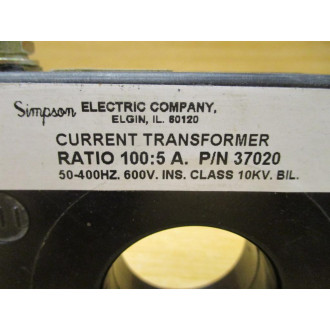 Simpson ELECTRIC COMPANY,
ELGIN, IL. 60120
CURRENT TRANSFORMER
RATIO 100:5 A. P/N 37020
50-400HZ. 600V. INS. CLASS 10KV. BIL.